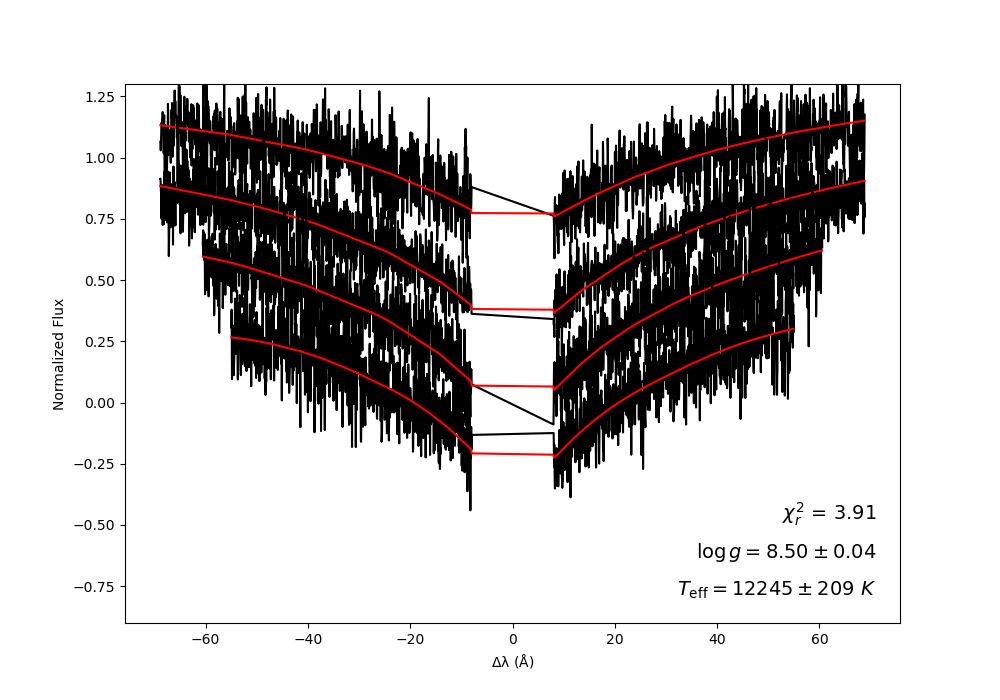 1.25
1.00
0.75
0.50
0.25
0.00
−0.25
−0.50
−0.75
Normalized Flux
χ²ᵣ = 3.91
log g = 8.50 ± 0.04
T_eff = 12245 ± 209 K
−60 −40 −20 0 20 40 60
Δλ (Å)